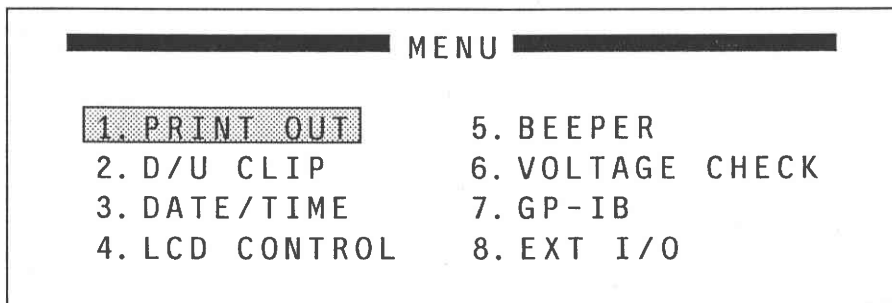 MENU
1. PRINT OUT
2. D/U CLIP
3. DATE/TIME
4. LCD CONTROL
5. BEEPER
6. VOLTAGE CHECK
7. GP-IB
8. EXT I/O